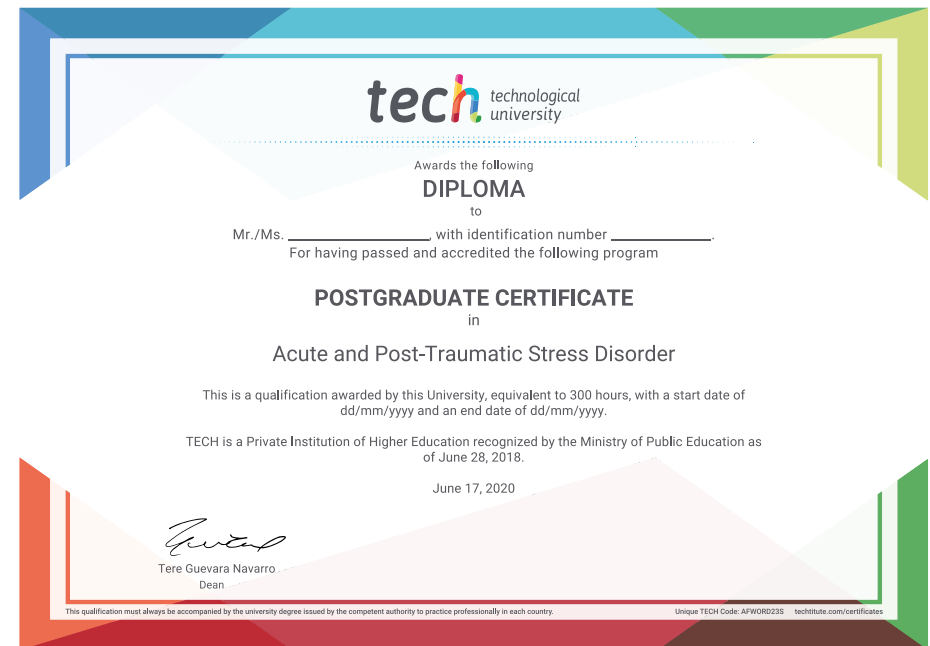 tech technological
university
Awards the following
DIPLOMA
to
Mr./Ms. ____________________, with identification number ______________.
For having passed and accredited the following program
POSTGRADUATE CERTIFICATE
in
Acute and Post-Traumatic Stress Disorder
This is a qualification awarded by this University, equivalent to 300 hours, with a start date of
dd/mm/yyyy and an end date of dd/mm/yyyy.
TECH is a Private Institution of Higher Education recognized by the Ministry of Public Education as
of June 28, 2018.
June 17, 2020
Tere Guevara Navarro
Dean
This qualification must always be accompanied by the university degree issued by the competent authority to practice professionally in each country. Unique TECH Code: AFWORD23S techtitute.com/certificates